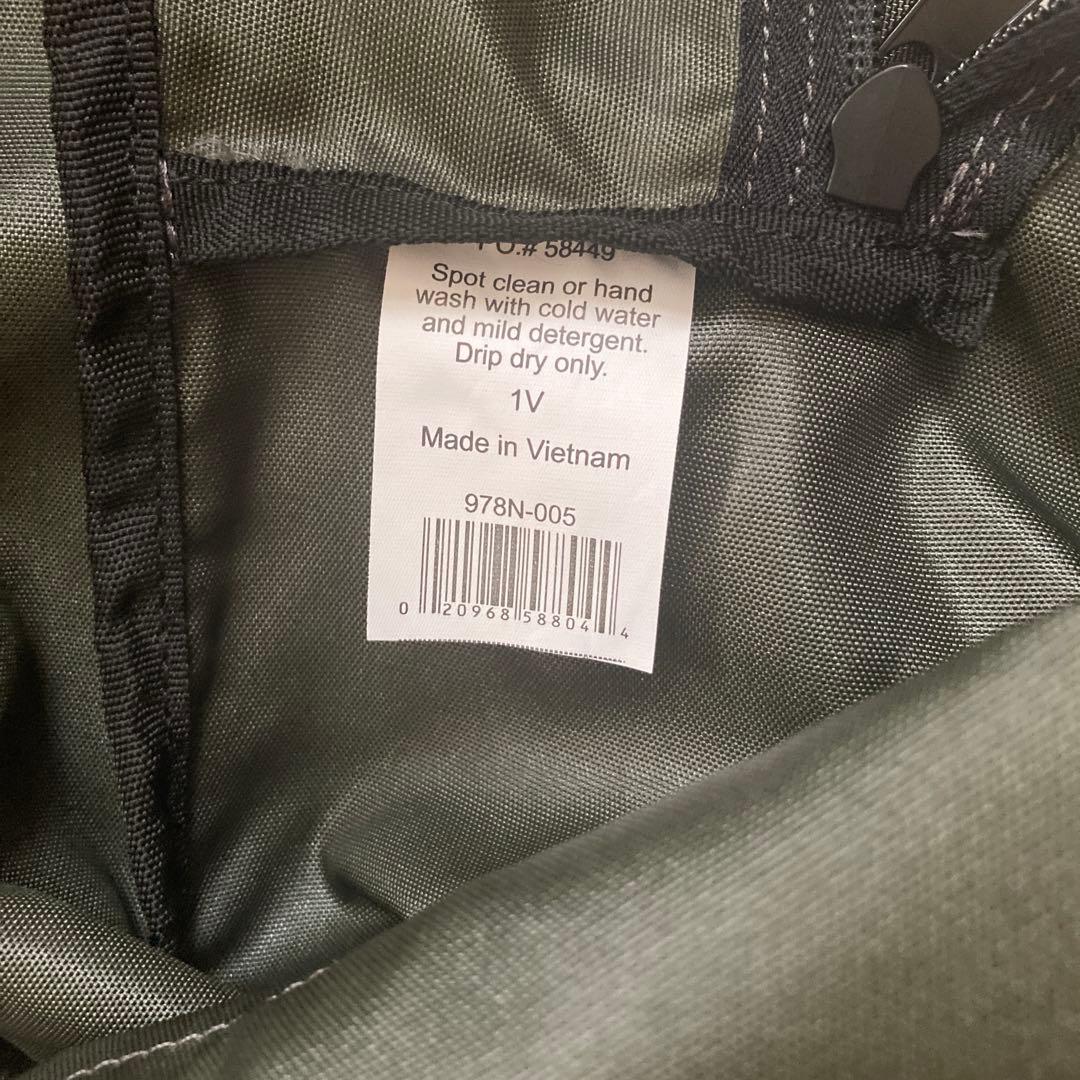 PO.# 58449
Spot clean or hand
wash with cold water
and mild detergent.
Drip dry only.
1V
Made in Vietnam
978N-005
0 20968 58804 4